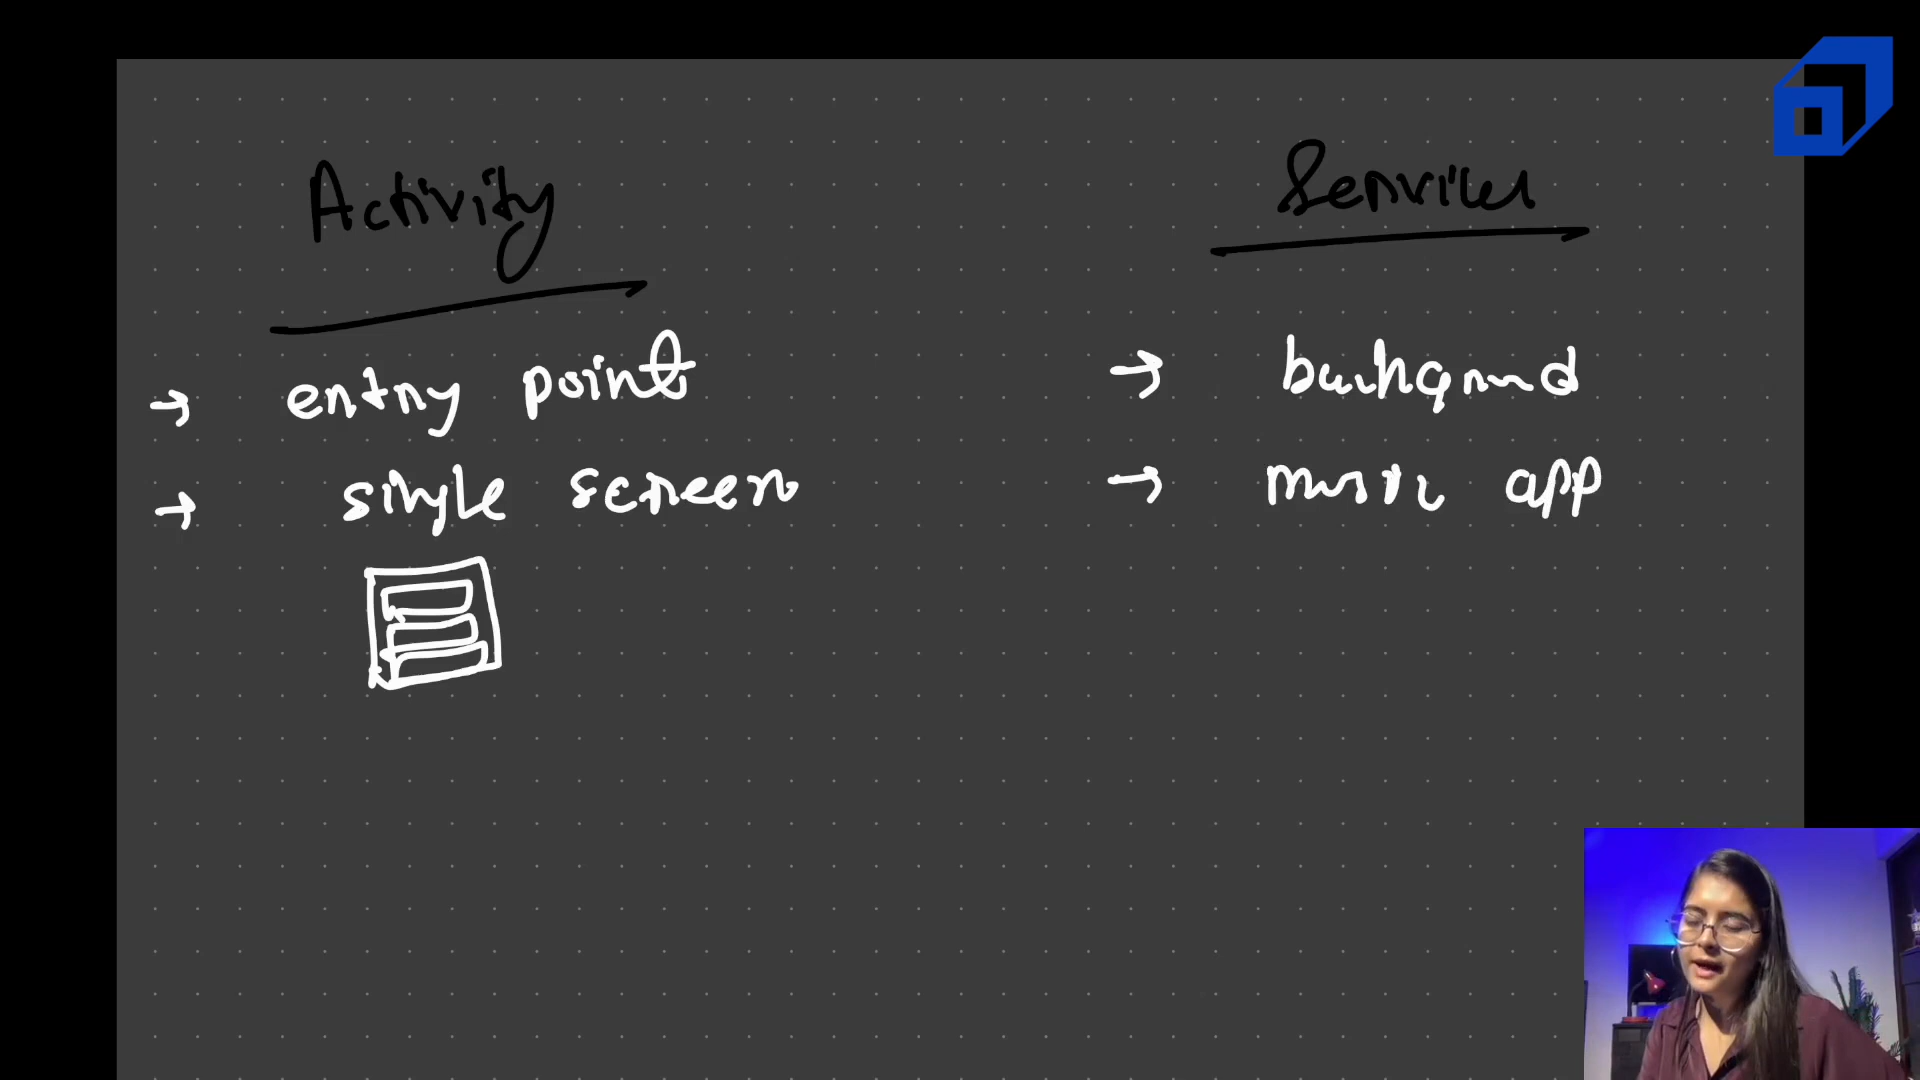 Activity
→ entry point
→ single screen
Services
→ background
→ music app